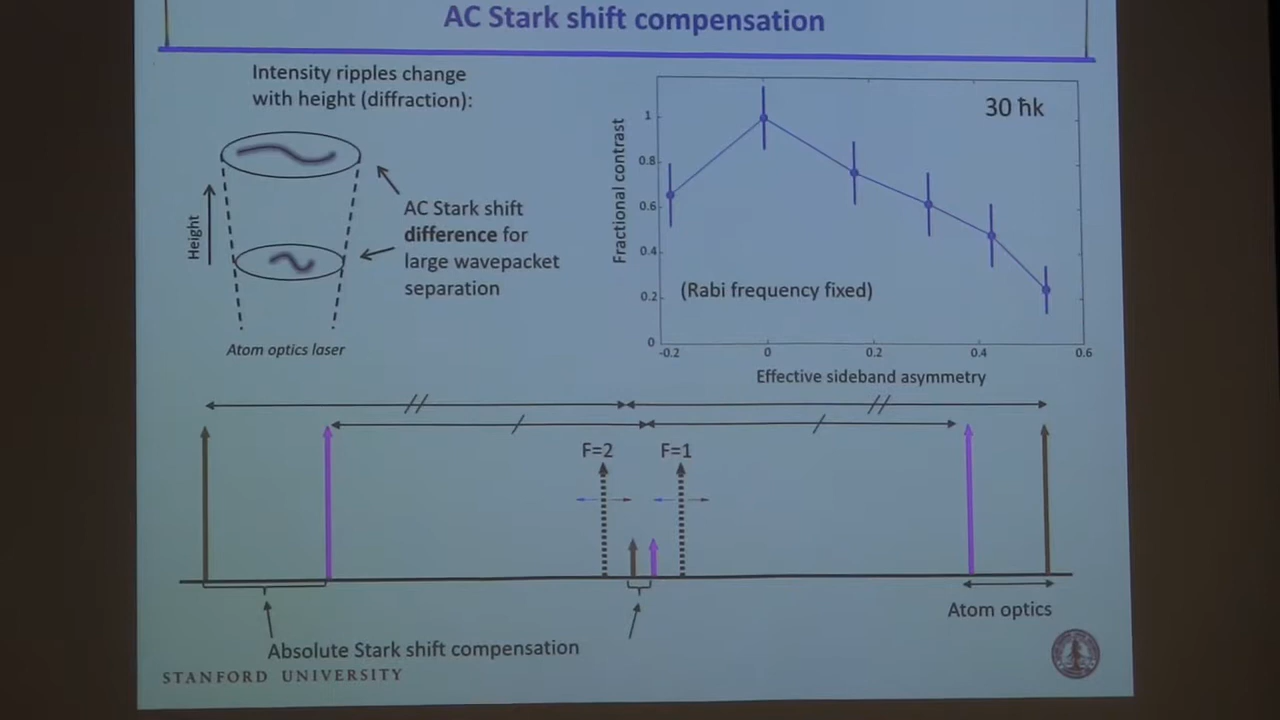 AC Stark shift compensation
Intensity ripples change
with height (diffraction):
Height
AC Stark shift
difference for
large wavepacket
separation
Atom optics laser
30 ħk
Fractional contrast
1
0.8
0.6
0.4
0.2
0
(Rabi frequency fixed)
-0.2 0 0.2 0.4 0.6
Effective sideband asymmetry
F=2 F=1
Atom optics
Absolute Stark shift compensation
STANFORD UNIVERSITY